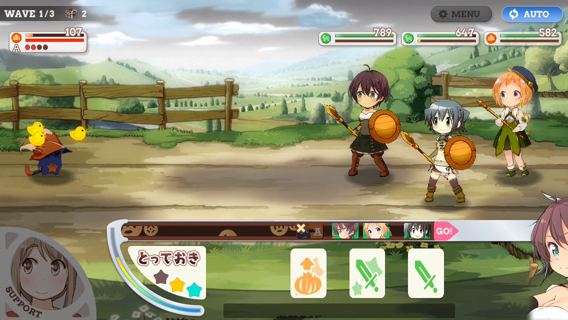 WAVE 1/3 2
MENU
AUTO
107
A
789
647
582
GO!
とっておき
SUPPORT